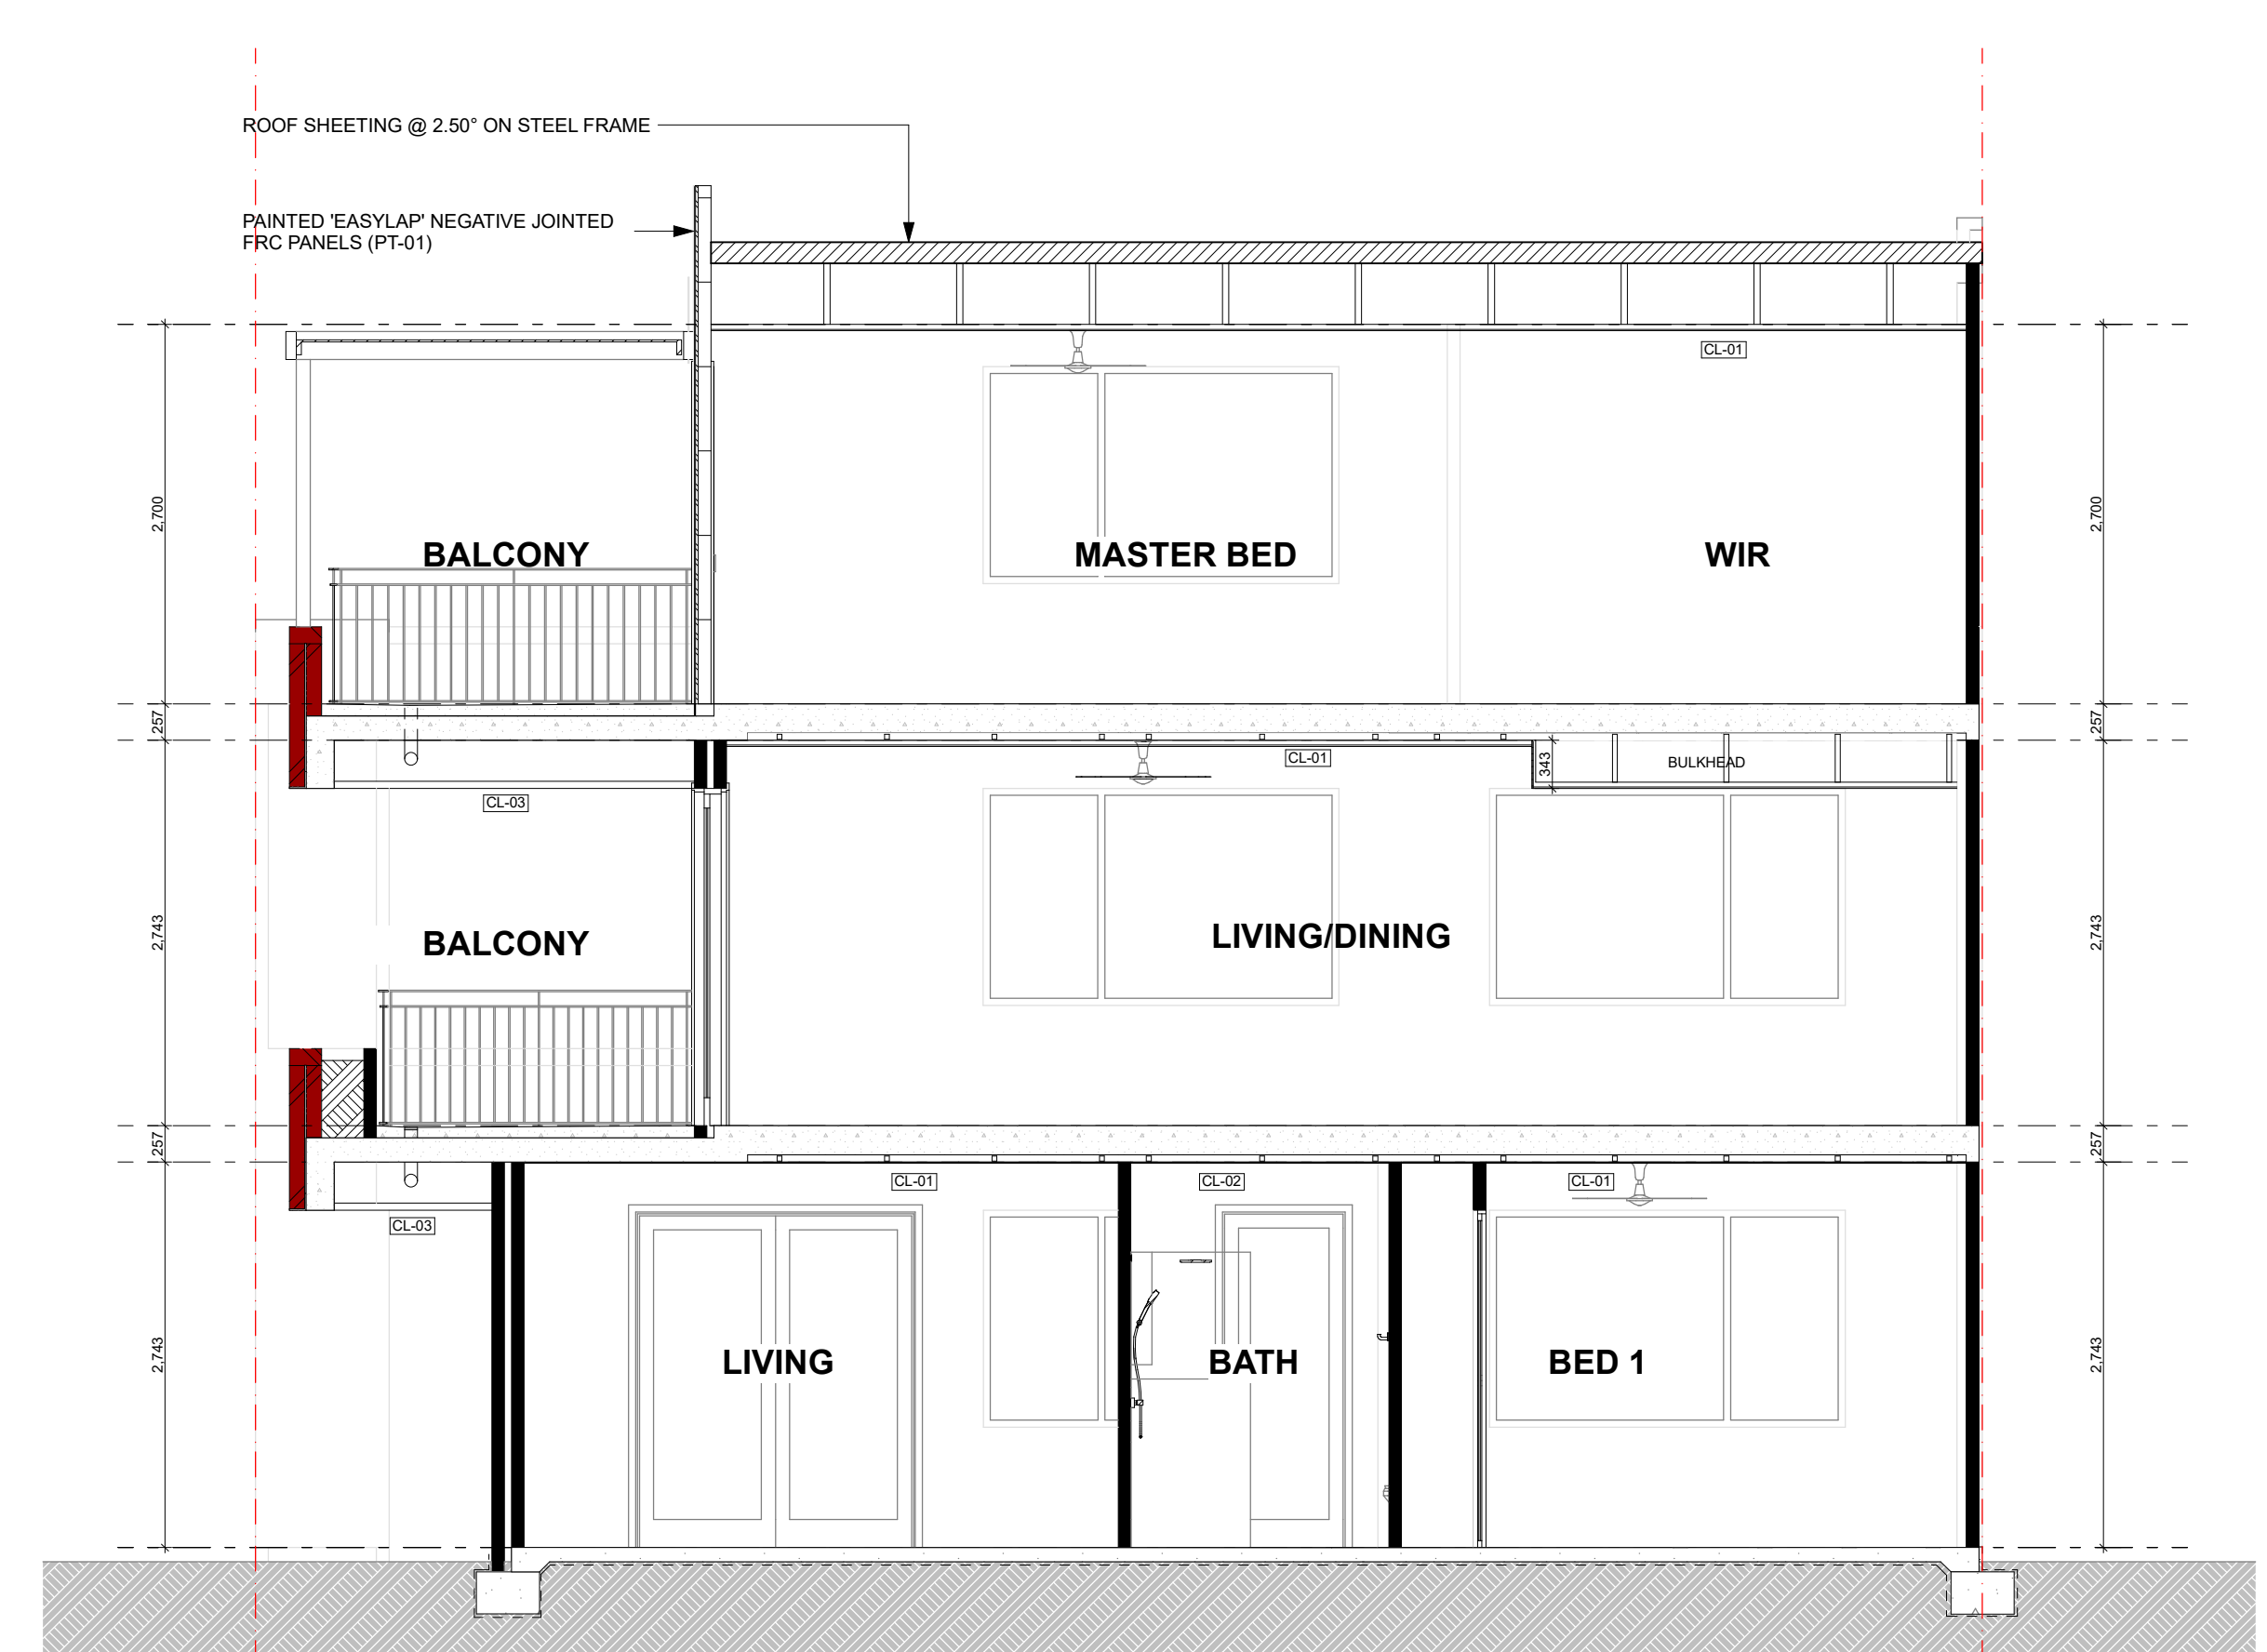 ROOF SHEETING @ 2.50° ON STEEL FRAME
PAINTED 'EASYLAP' NEGATIVE JOINTED
FRC PANELS (PT-01)
CL-01
2,700
2,700
BALCONY
MASTER BED
WIR
257
257
CL-01
343
BULKHEAD
CL-03
2,743
2,743
BALCONY
LIVING/DINING
257
257
CL-01
CL-02
CL-01
CL-03
2,743
2,743
LIVING
BATH
BED 1